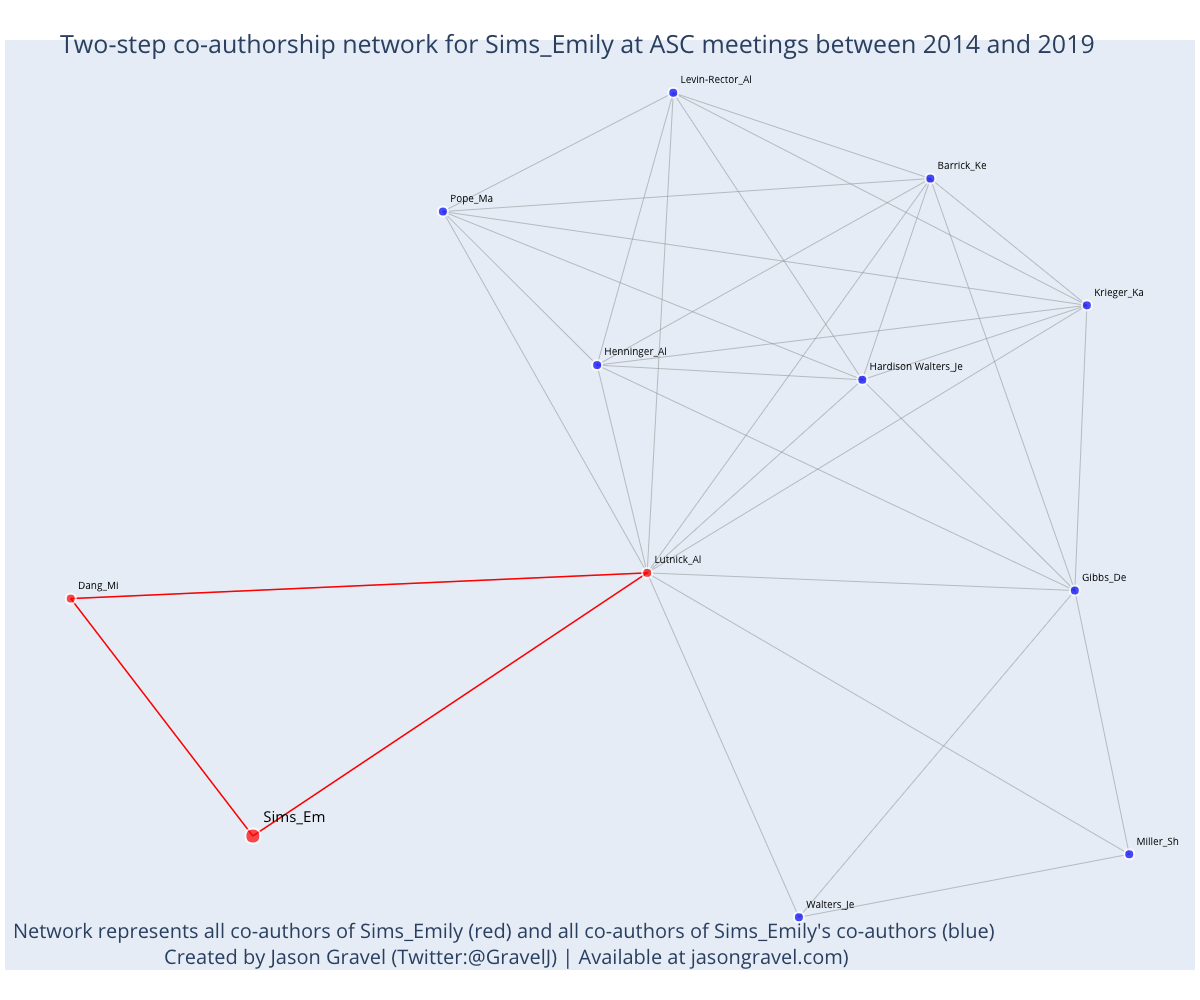 Two-step co-authorship network for Sims_Emily at ASC meetings between 2014 and 2019
Levin-Rector_Al
Barrick_Ke
Pope_Ma
Krieger_Ka
Henninger_Al
Hardison Walters_Je
Lutnick_Al
Gibbs_De
Dang_Mi
Sims_Em
Miller_Sh
Walters_Je
Network represents all co-authors of Sims_Emily (red) and all co-authors of Sims_Emily's co-authors (blue)
Created by Jason Gravel (Twitter:@GravelJ) | Available at jasongravel.com)